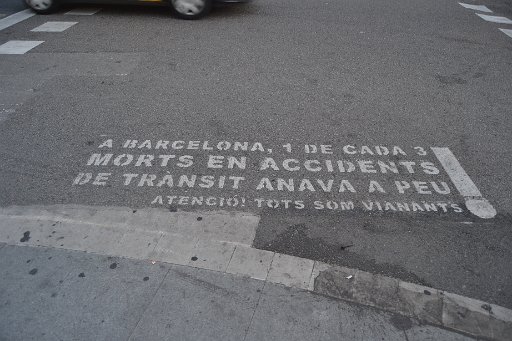 A BARCELONA, 1 DE CADA 3
MORTS EN ACCIDENTS
DE TRÀNSIT ANAVA A PEU!
ATENCIÓ! TOTS SOM VIANANTS